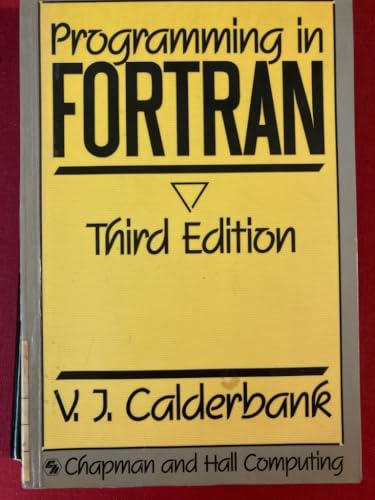 Programming in
FORTRAN
Third Edition
V. J. Calderbank
Chapman and Hall Computing